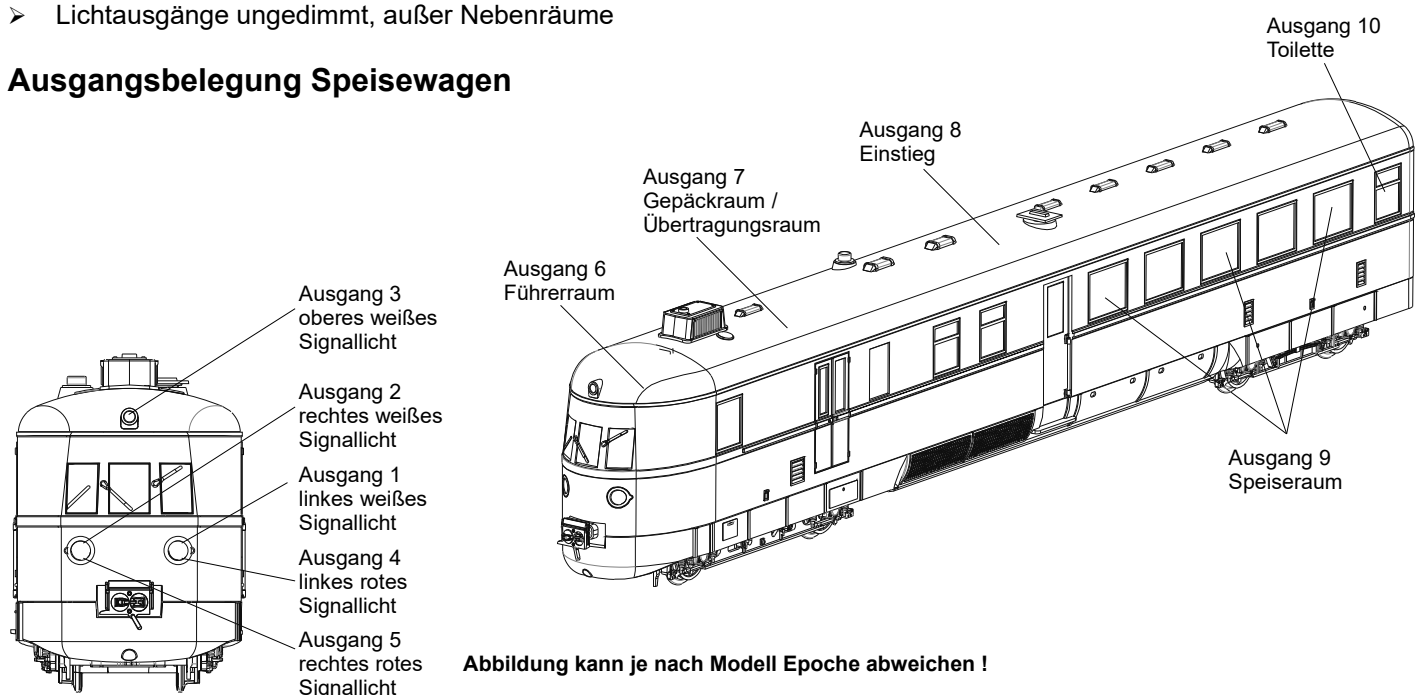 ➢ Lichtausgänge ungedimmt, außer Nebenräume
Ausgangsbelegung Speisewagen
Ausgang 10
Toilette
Ausgang 8
Einstieg
Ausgang 7
Gepäckraum /
Übertragungsraum
Ausgang 6
Führerraum
Ausgang 3
oberes weißes
Signallicht
Ausgang 2
rechtes weißes
Signallicht
Ausgang 1
linkes weißes
Signallicht
Ausgang 4
linkes rotes
Signallicht
Ausgang 5
rechtes rotes
Signallicht
Ausgang 9
Speiseraum
Abbildung kann je nach Modell Epoche abweichen !